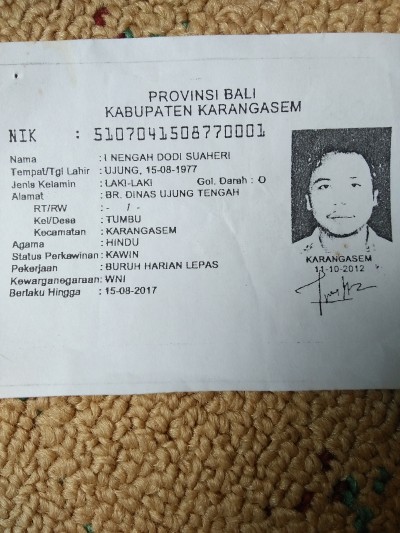 PROVINSI BALI
KABUPATEN KARANGASEM
NIK : 5107041508770001
Nama : I NENGAH DODI SUAHERI
Tempat/Tgl Lahir : UJUNG, 15-08-1977
Jenis Kelamin : LAKI-LAKI Gol. Darah : O
Alamat : BR. DINAS UJUNG TENGAH
RT/RW : - / -
Kel/Desa : TUMBU
Kecamatan : KARANGASEM
Agama : HINDU
Status Perkawinan : KAWIN
Pekerjaan : BURUH HARIAN LEPAS
Kewarganegaraan : WNI
Berlaku Hingga : 15-08-2017
KARANGASEM
11-10-2012